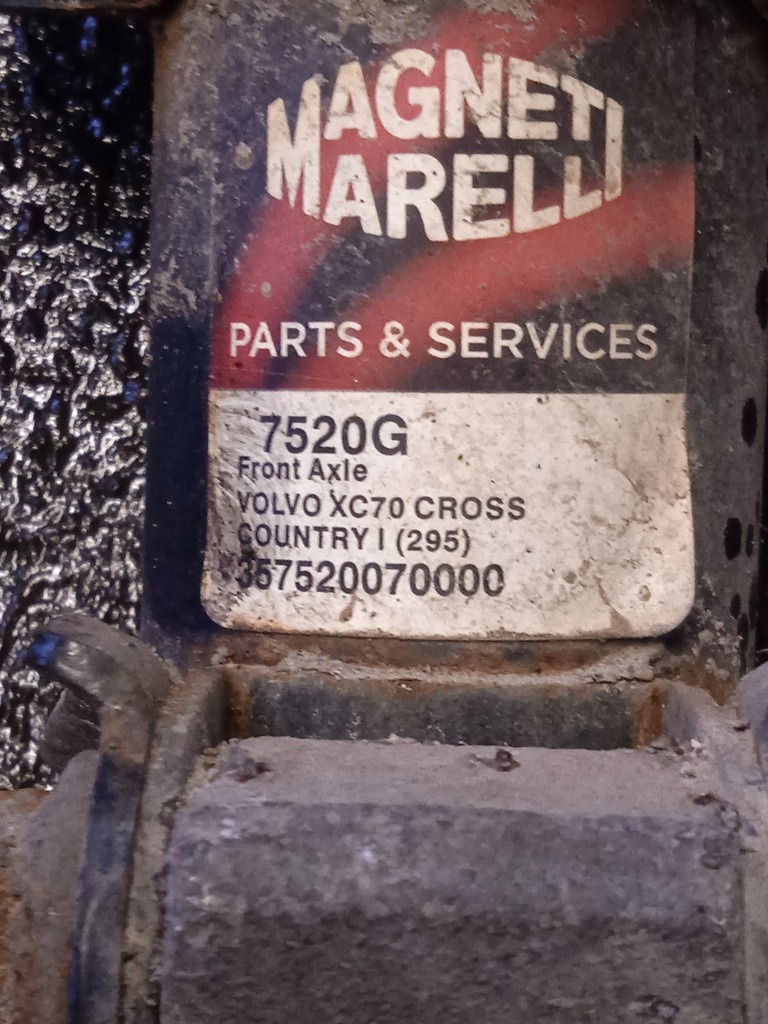 MAGNETI
MARELLI
PARTS & SERVICES
7520G
Front Axle
VOLVO XC70 CROSS
COUNTRY I (295)
357520070000